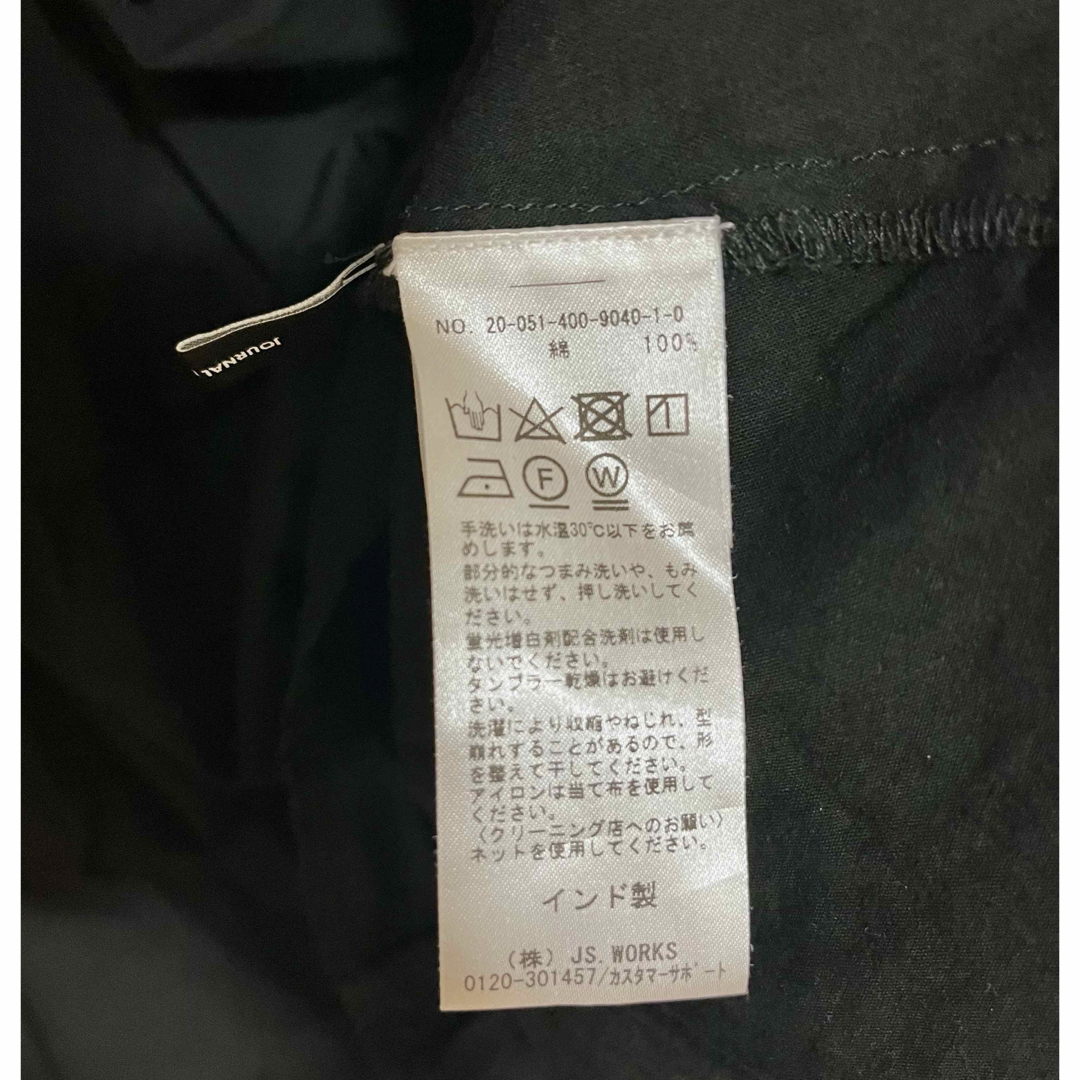 NO. 20-051-400-9040-1-0
綿 100%
F W
手洗いは水温30℃以下をお薦
めします。
部分的なつまみ洗いや、もみ
洗いはせず、押し洗いしてく
ださい。
蛍光増白剤配合洗剤は使用し
ないでください。
タンブラー乾燥はお避けくだ
さい。
洗濯により収縮やねじれ、型
崩れすることがあるので、形
を整えて干してください。
アイロンは当て布を使用して
ください。
〈クリーニング店へのお願い〉
ネットを使用してください。
インド製
(株) JS.WORKS
0120-301457/カスタマーサポート
JOURNAL